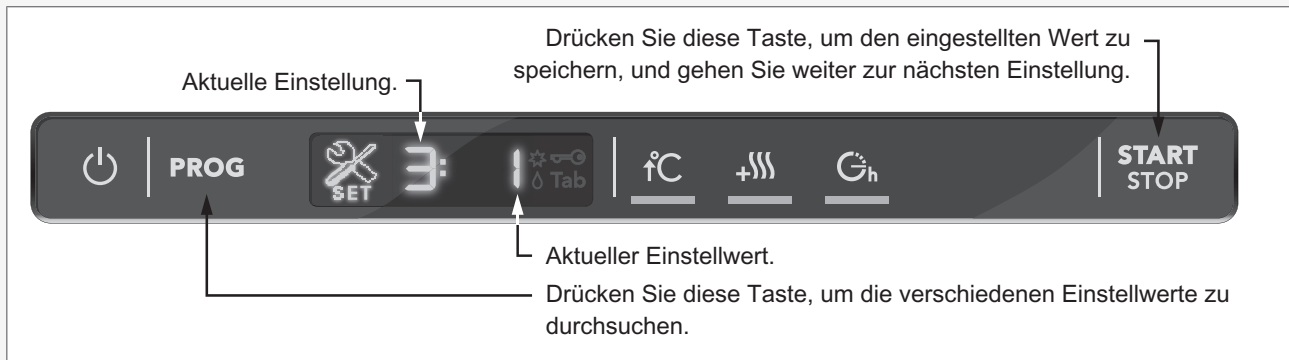 Drücken Sie diese Taste, um den eingestellten Wert zu
speichern, und gehen Sie weiter zur nächsten Einstellung.
Aktuelle Einstellung.
PROG
SET
3:
1
Tab
°C
+
h
START
STOP
Aktueller Einstellwert.
Drücken Sie diese Taste, um die verschiedenen Einstellwerte zu
durchsuchen.